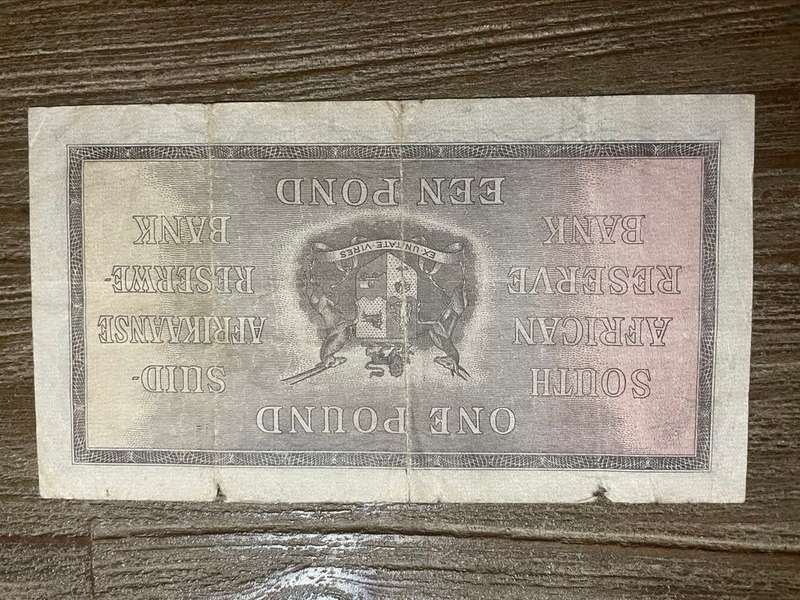 ONE POUND
SOUTH
AFRICAN
RESERVE
BANK
EX UNITATE VIRES
SUID-
AFRIKAANSE
RESERWE-
BANK
EEN POND